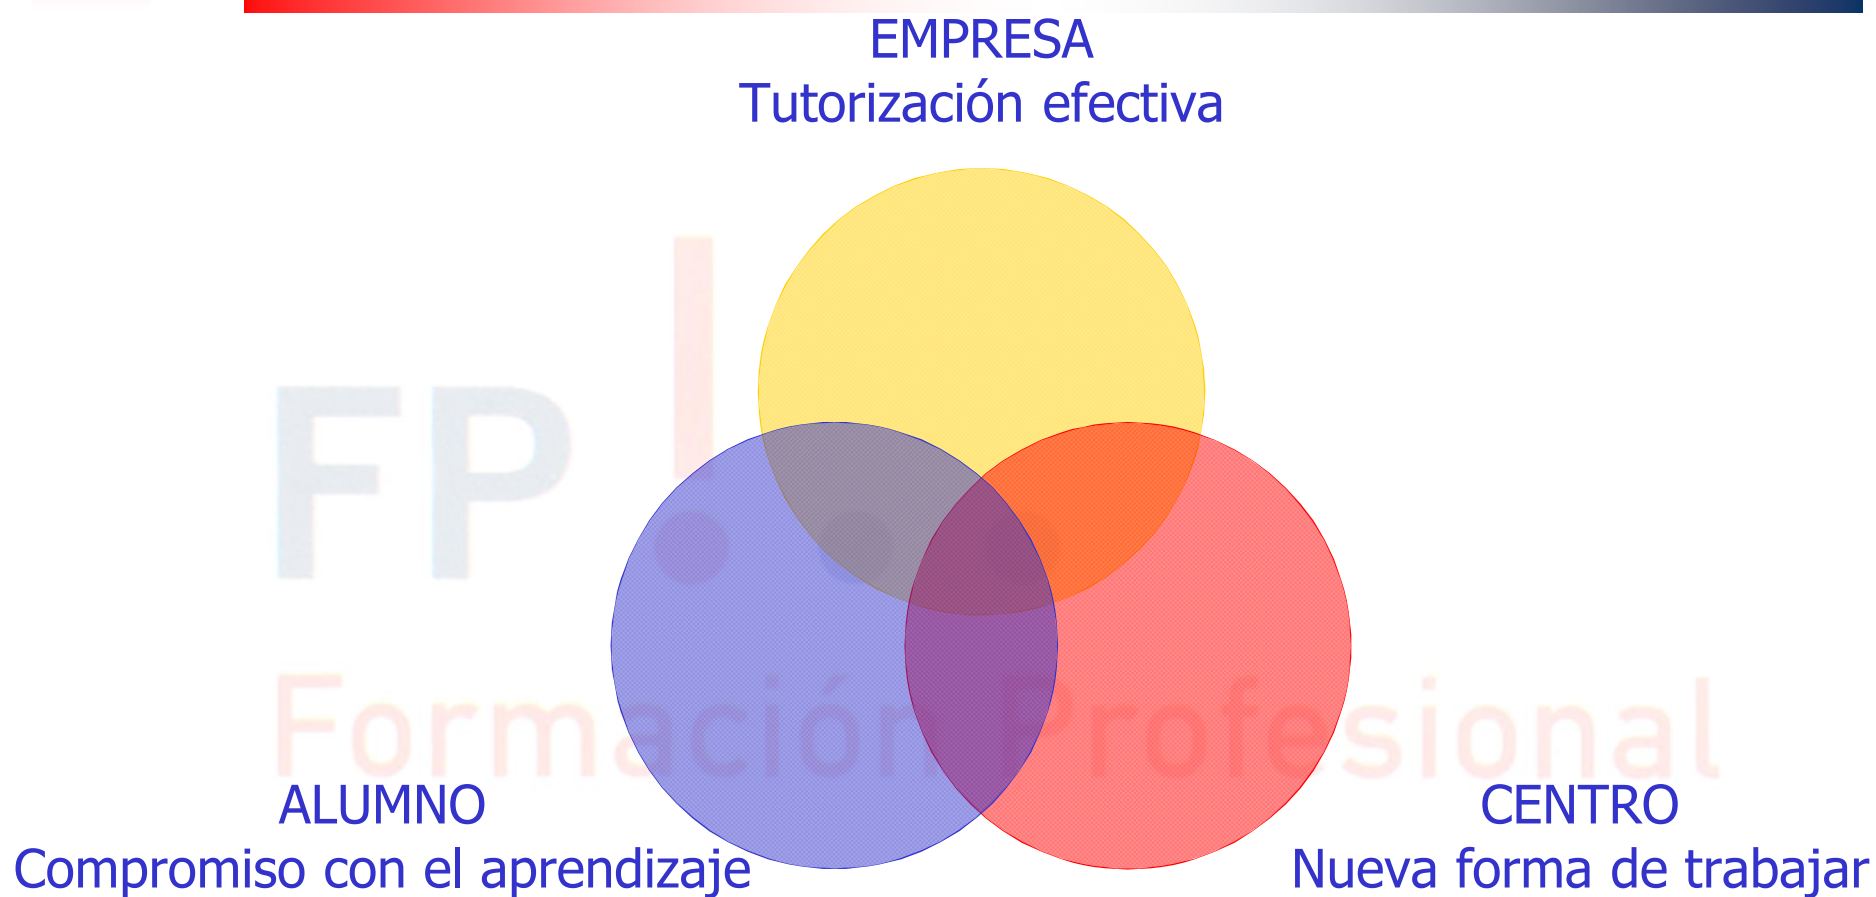 EMPRESA
Tutorización efectiva
FP
Formación Profesional
ALUMNO
Compromiso con el aprendizaje
CENTRO
Nueva forma de trabajar